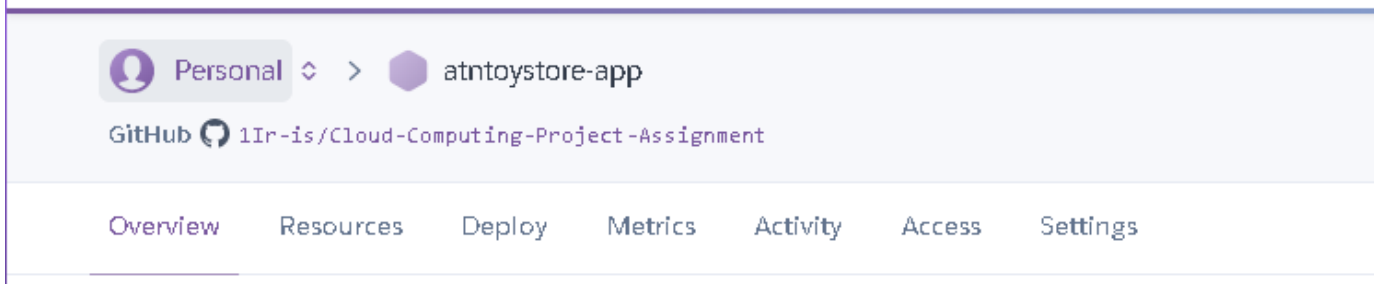 Personal > atntoystore-app
GitHub 1Ir-is/Cloud-Computing-Project-Assignment
Overview Resources Deploy Metrics Activity Access Settings